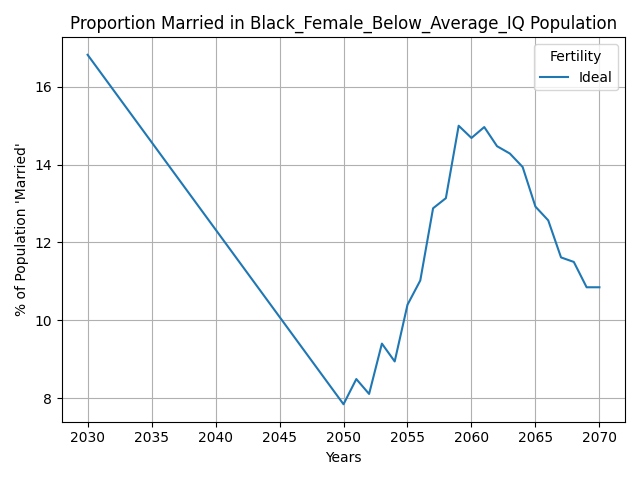 Proportion Married in Black_Female_Below_Average_IQ Population
Fertility
Ideal
% of Population 'Married'
16
14
12
10
8
2030 2035 2040 2045 2050 2055 2060 2065 2070
Years